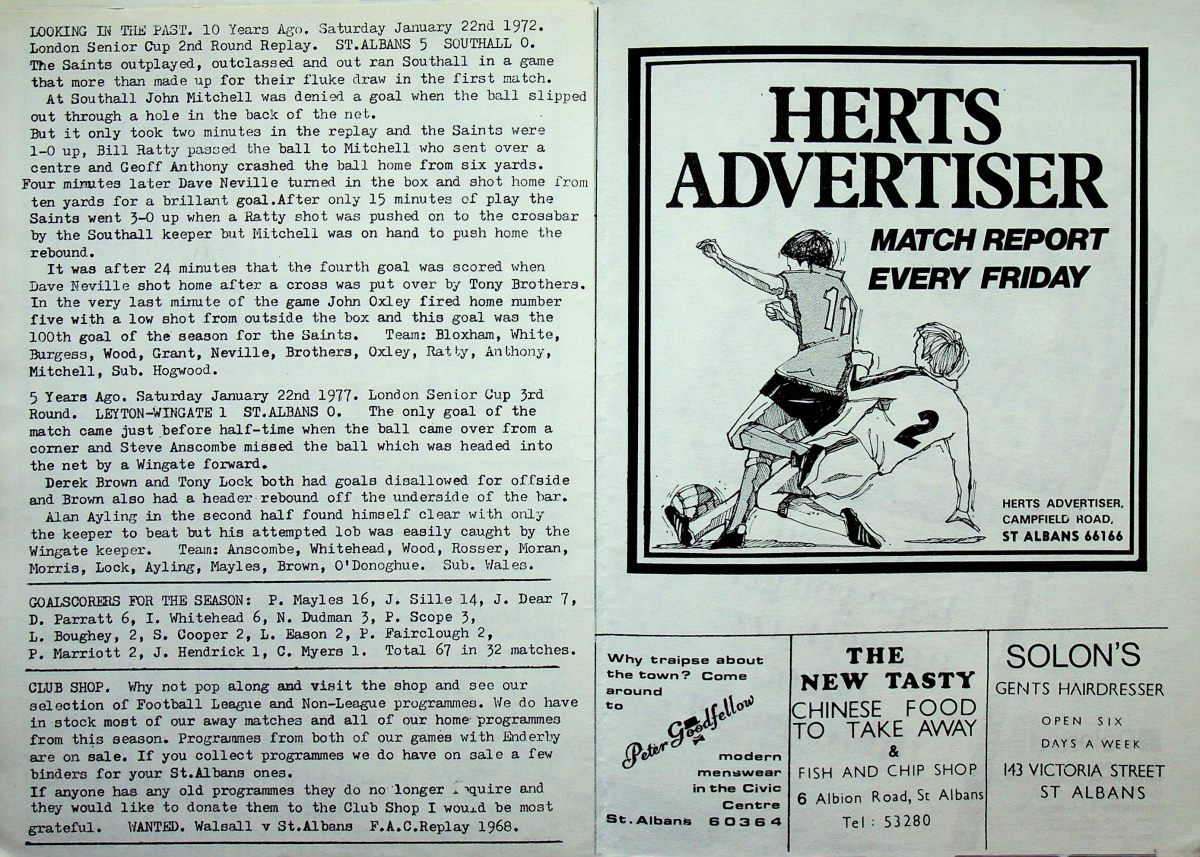 LOOKING IN THE PAST. 10 Years Ago. Saturday January 22nd 1972.
London Senior Cup 2nd Round Replay. ST.ALBANS 5 SOUTHALL 0.
The Saints outplayed, outclassed and out ran Southall in a game
that more than made up for their fluke draw in the first match.
At Southall John Mitchell was denied a goal when the ball slipped
out through a hole in the back of the net.
But it only took two minutes in the replay and the Saints were
1-0 up, Bill Ratty passed the ball to Mitchell who sent over a
centre and Geoff Anthony crashed the ball home from six yards.
Four minutes later Dave Neville turned in the box and shot home from
ten yards for a brillant goal.After only 15 minutes of play the
Saints went 3-0 up when a Ratty shot was pushed on to the crossbar
by the Southall keeper but Mitchell was on hand to push home the
rebound.
It was after 24 minutes that the fourth goal was scored when
Dave Neville shot home after a cross was put over by Tony Brothers.
In the very last minute of the game John Oxley fired home number
five with a low shot from outside the box and this goal was the
100th goal of the season for the Saints. Team: Bloxham, White,
Burgess, Wood, Grant, Neville, Brothers, Oxley, Ratty, Anthony,
Mitchell, Sub. Hogwood.
5 Years Ago. Saturday January 22nd 1977. London Senior Cup 3rd
Round. LEYTON-WINGATE 1 ST.ALBANS 0. The only goal of the
match came just before half-time when the ball came over from a
corner and Steve Anscombe missed the ball which was headed into
the net by a Wingate forward.
Derek Brown and Tony Lock both had goals disallowed for offside
and Brown also had a header rebound off the underside of the bar.
Alan Ayling in the second half found himself clear with only
the keeper to beat but his attempted lob was easily caught by the
Wingate keeper. Team: Anscombe, Whitehead, Wood, Rosser, Moran,
Morris, Lock, Ayling, Mayles, Brown, O'Donoghue. Sub. Wales.
GOALSCORERS FOR THE SEASON: P. Mayles 16, J. Sille 14, J. Dear 7,
D. Parratt 6, I. Whitehead 6, N. Dudman 3, P. Scope 3,
L. Boughey, 2, S. Cooper 2, L. Eason 2, P. Fairclough 2,
P. Marriott 2, J. Hendrick 1, C. Myers 1. Total 67 in 32 matches.
CLUB SHOP. Why not pop along and visit the shop and see our
selection of Football League and Non-League programmes. We do have
in stock most of our away matches and all of our home programmes
from this season. Programmes from both of our games with Enderby
are on sale. If you collect programmes we do have on sale a few
binders for your St.Albans ones.
If anyone has any old programmes they do no longer and
they would like to donate them to the Club Shop I would be most
grateful. WANTED. Walsall v St.Albans F.A.C.Replay 1968.
HERTS
ADVERTISER
MATCH REPORT
EVERY FRIDAY
11
2
HERTS ADVERTISER,
CAMPFIELD ROAD,
ST ALBANS 66166
Why traipse about
the town? Come
around
to
Peter Goodfellow
modern
menswear
in the Civic
Centre
St.Albans 60364
THE
NEW TASTY
CHINESE FOOD
TO TAKE AWAY
&
FISH AND CHIP SHOP
6 Albion Road, St Albans
Tel : 53280
SOLON'S
GENTS HAIRDRESSER
OPEN SIX
DAYS A WEEK
143 VICTORIA STREET
ST ALBANS